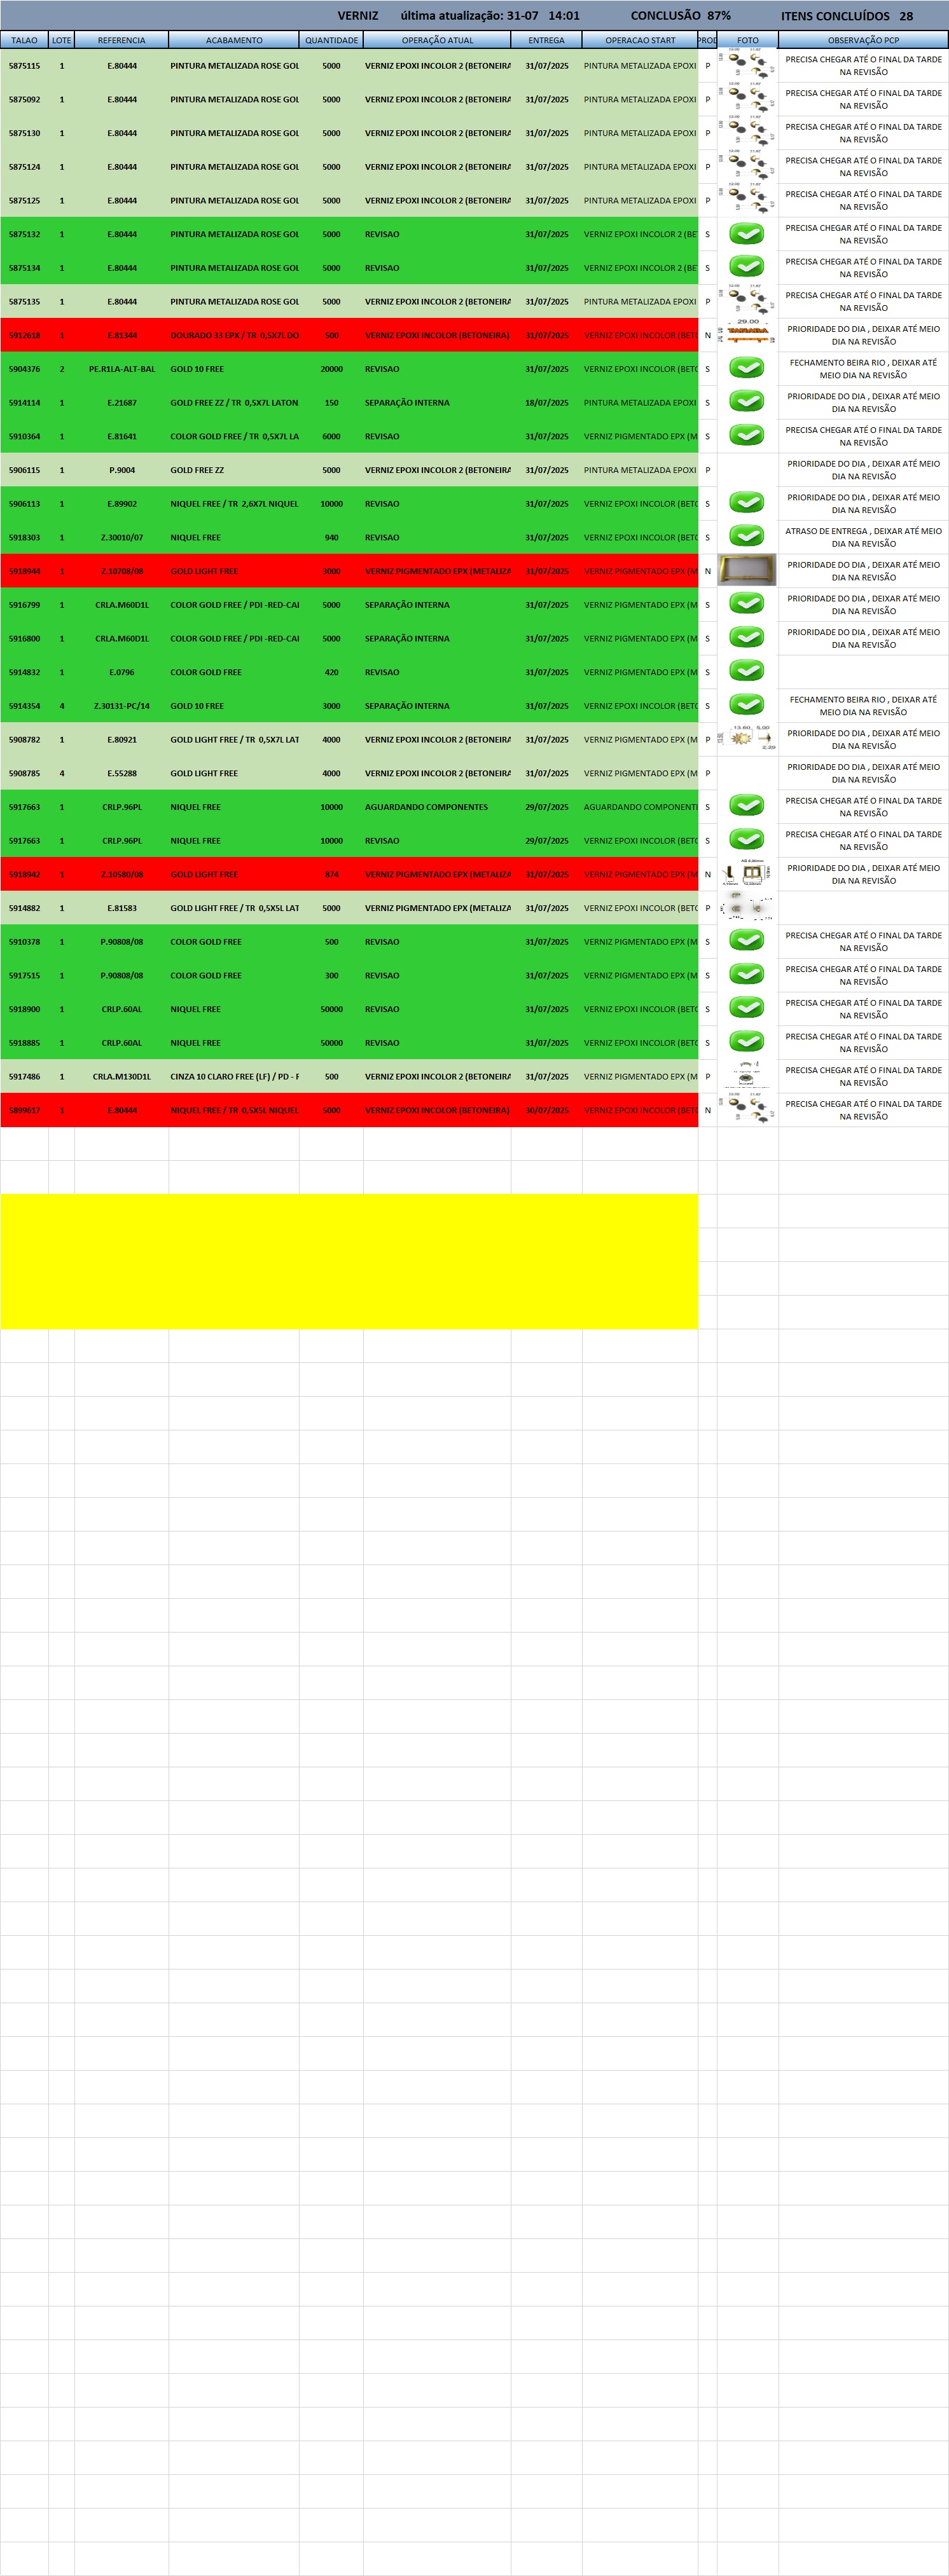 VERNIZ última atualização: 31-07 14:01 CONCLUSÃO 87% ITENS CONCLUÍDOS 28
TALAO LOTE REFERENCIA ACABAMENTO QUANTIDADE OPERAÇÃO ATUAL ENTREGA OPERACAO START PROD FOTO OBSERVAÇÃO PCP
5875115 1 E.80444 PINTURA METALIZADA ROSE GOL 5000 VERNIZ EPOXI INCOLOR 2 (BETONEIRA 31/07/2025 PINTURA METALIZADA EPOXI P PRECISA CHEGAR ATÉ O FINAL DA TARDE
NA REVISÃO
5875092 1 E.80444 PINTURA METALIZADA ROSE GOL 5000 VERNIZ EPOXI INCOLOR 2 (BETONEIRA 31/07/2025 PINTURA METALIZADA EPOXI P PRECISA CHEGAR ATÉ O FINAL DA TARDE
NA REVISÃO
5875130 1 E.80444 PINTURA METALIZADA ROSE GOL 5000 VERNIZ EPOXI INCOLOR 2 (BETONEIRA 31/07/2025 PINTURA METALIZADA EPOXI P PRECISA CHEGAR ATÉ O FINAL DA TARDE
NA REVISÃO
5875124 1 E.80444 PINTURA METALIZADA ROSE GOL 5000 VERNIZ EPOXI INCOLOR 2 (BETONEIRA 31/07/2025 PINTURA METALIZADA EPOXI P PRECISA CHEGAR ATÉ O FINAL DA TARDE
NA REVISÃO
5875125 1 E.80444 PINTURA METALIZADA ROSE GOL 5000 VERNIZ EPOXI INCOLOR 2 (BETONEIRA 31/07/2025 PINTURA METALIZADA EPOXI P PRECISA CHEGAR ATÉ O FINAL DA TARDE
NA REVISÃO
5875132 1 E.80444 PINTURA METALIZADA ROSE GOL 5000 REVISAO 31/07/2025 VERNIZ EPOXI INCOLOR 2 (BE S PRECISA CHEGAR ATÉ O FINAL DA TARDE
NA REVISÃO
5875134 1 E.80444 PINTURA METALIZADA ROSE GOL 5000 REVISAO 31/07/2025 VERNIZ EPOXI INCOLOR 2 (BE S PRECISA CHEGAR ATÉ O FINAL DA TARDE
NA REVISÃO
5875135 1 E.80444 PINTURA METALIZADA ROSE GOL 5000 VERNIZ EPOXI INCOLOR 2 (BETONEIRA 31/07/2025 PINTURA METALIZADA EPOXI P PRECISA CHEGAR ATÉ O FINAL DA TARDE
NA REVISÃO
5912618 1 E.81344 DOURADO 33 EPX / TR 0,5X7L DO 500 VERNIZ EPOXI INCOLOR (BETONEIRA) 31/07/2025 VERNIZ EPOXI INCOLOR (BETO N 29.00 PRIORIDADE DO DIA , DEIXAR ATÉ MEIO
DIA NA REVISÃO
5904376 2 PE.R1LA-ALT-BAL GOLD 10 FREE 20000 REVISAO 31/07/2025 VERNIZ EPOXI INCOLOR (BETO S FECHAMENTO BEIRA RIO , DEIXAR ATÉ
MEIO DIA NA REVISÃO
5914114 1 E.21687 GOLD FREE ZZ / TR 0,5X7L LATON 150 SEPARAÇÃO INTERNA 18/07/2025 PINTURA METALIZADA EPOXI S PRIORIDADE DO DIA , DEIXAR ATÉ MEIO
DIA NA REVISÃO
5910364 1 E.81641 COLOR GOLD FREE / TR 0,5X7L LA 6000 REVISAO 31/07/2025 VERNIZ PIGMENTADO EPX (M S PRECISA CHEGAR ATÉ O FINAL DA TARDE
NA REVISÃO
5906115 1 P.9004 GOLD FREE ZZ 5000 VERNIZ EPOXI INCOLOR 2 (BETONEIRA 31/07/2025 PINTURA METALIZADA EPOXI P PRIORIDADE DO DIA , DEIXAR ATÉ MEIO
DIA NA REVISÃO
5906113 1 E.89902 NIQUEL FREE / TR 2,6X7L NIQUEL 10000 REVISAO 31/07/2025 VERNIZ EPOXI INCOLOR (BETO S PRIORIDADE DO DIA , DEIXAR ATÉ MEIO
DIA NA REVISÃO
5918303 1 Z.30010/07 NIQUEL FREE 940 REVISAO 31/07/2025 VERNIZ EPOXI INCOLOR (BETO S ATRASO DE ENTREGA , DEIXAR ATÉ MEIO
DIA NA REVISÃO
5918944 1 Z.10708/08 GOLD LIGHT FREE 3000 VERNIZ PIGMENTADO EPX (METALIZA 31/07/2025 VERNIZ PIGMENTADO EPX (M N PRIORIDADE DO DIA , DEIXAR ATÉ MEIO
DIA NA REVISÃO
5916799 1 CRLA.M60D1L COLOR GOLD FREE / PDI -RED-CAI 5000 SEPARAÇÃO INTERNA 31/07/2025 VERNIZ PIGMENTADO EPX (M S PRIORIDADE DO DIA , DEIXAR ATÉ MEIO
DIA NA REVISÃO
5916800 1 CRLA.M60D1L COLOR GOLD FREE / PDI -RED-CAI 5000 SEPARAÇÃO INTERNA 31/07/2025 VERNIZ PIGMENTADO EPX (M S PRIORIDADE DO DIA , DEIXAR ATÉ MEIO
DIA NA REVISÃO
5914832 1 E.0796 COLOR GOLD FREE 420 REVISAO 31/07/2025 VERNIZ PIGMENTADO EPX (M S
5914354 4 Z.30131-PC/14 GOLD 10 FREE 3000 SEPARAÇÃO INTERNA 31/07/2025 VERNIZ PIGMENTADO EPX (M S FECHAMENTO BEIRA RIO , DEIXAR ATÉ
MEIO DIA NA REVISÃO
5908782 1 E.80921 GOLD LIGHT FREE / TR 0,5X7L LAT 4000 VERNIZ EPOXI INCOLOR 2 (BETONEIRA 31/07/2025 VERNIZ PIGMENTADO EPX (M P 13.60 5.00 2.25 PRIORIDADE DO DIA , DEIXAR ATÉ MEIO
DIA NA REVISÃO
5908785 4 E.55288 GOLD LIGHT FREE 4000 VERNIZ EPOXI INCOLOR 2 (BETONEIRA 31/07/2025 VERNIZ PIGMENTADO EPX (M P PRIORIDADE DO DIA , DEIXAR ATÉ MEIO
DIA NA REVISÃO
5917663 1 CRLP.96PL NIQUEL FREE 10000 AGUARDANDO COMPONENTES 29/07/2025 AGUARDANDO COMPONENT S PRECISA CHEGAR ATÉ O FINAL DA TARDE
NA REVISÃO
5917663 1 CRLP.96PL NIQUEL FREE 10000 REVISAO 29/07/2025 VERNIZ EPOXI INCOLOR (BETO S PRECISA CHEGAR ATÉ O FINAL DA TARDE
NA REVISÃO
5918942 1 Z.10580/08 GOLD LIGHT FREE 874 VERNIZ PIGMENTADO EPX (METALIZA 31/07/2025 VERNIZ PIGMENTADO EPX (M N PRIORIDADE DO DIA , DEIXAR ATÉ MEIO
DIA NA REVISÃO
5914882 1 E.81583 GOLD LIGHT FREE / TR 0,5X5L LAT 5000 VERNIZ PIGMENTADO EPX (METALIZA 31/07/2025 VERNIZ EPOXI INCOLOR (BETO P
5910378 1 P.90808/08 COLOR GOLD FREE 500 REVISAO 31/07/2025 VERNIZ PIGMENTADO EPX (M S PRECISA CHEGAR ATÉ O FINAL DA TARDE
NA REVISÃO
5917515 1 P.90808/08 COLOR GOLD FREE 300 REVISAO 31/07/2025 VERNIZ PIGMENTADO EPX (M S PRECISA CHEGAR ATÉ O FINAL DA TARDE
NA REVISÃO
5918900 1 CRLP.60AL NIQUEL FREE 50000 REVISAO 31/07/2025 VERNIZ EPOXI INCOLOR (BETO S PRECISA CHEGAR ATÉ O FINAL DA TARDE
NA REVISÃO
5918885 1 CRLP.60AL NIQUEL FREE 50000 REVISAO 31/07/2025 VERNIZ EPOXI INCOLOR (BETO S PRECISA CHEGAR ATÉ O FINAL DA TARDE
NA REVISÃO
5917486 1 CRLA.M130D1L CINZA 10 CLARO FREE (LF) / PD - F 500 VERNIZ EPOXI INCOLOR 2 (BETONEIRA 31/07/2025 VERNIZ EPOXI INCOLOR (BETO P PRECISA CHEGAR ATÉ O FINAL DA TARDE
NA REVISÃO
5899617 1 E.80444 NIQUEL FREE / TR 0,5X5L NIQUEL 5000 VERNIZ EPOXI INCOLOR (BETONEIRA) 30/07/2025 VERNIZ EPOXI INCOLOR (BETO N PRECISA CHEGAR ATÉ O FINAL DA TARDE
NA REVISÃO